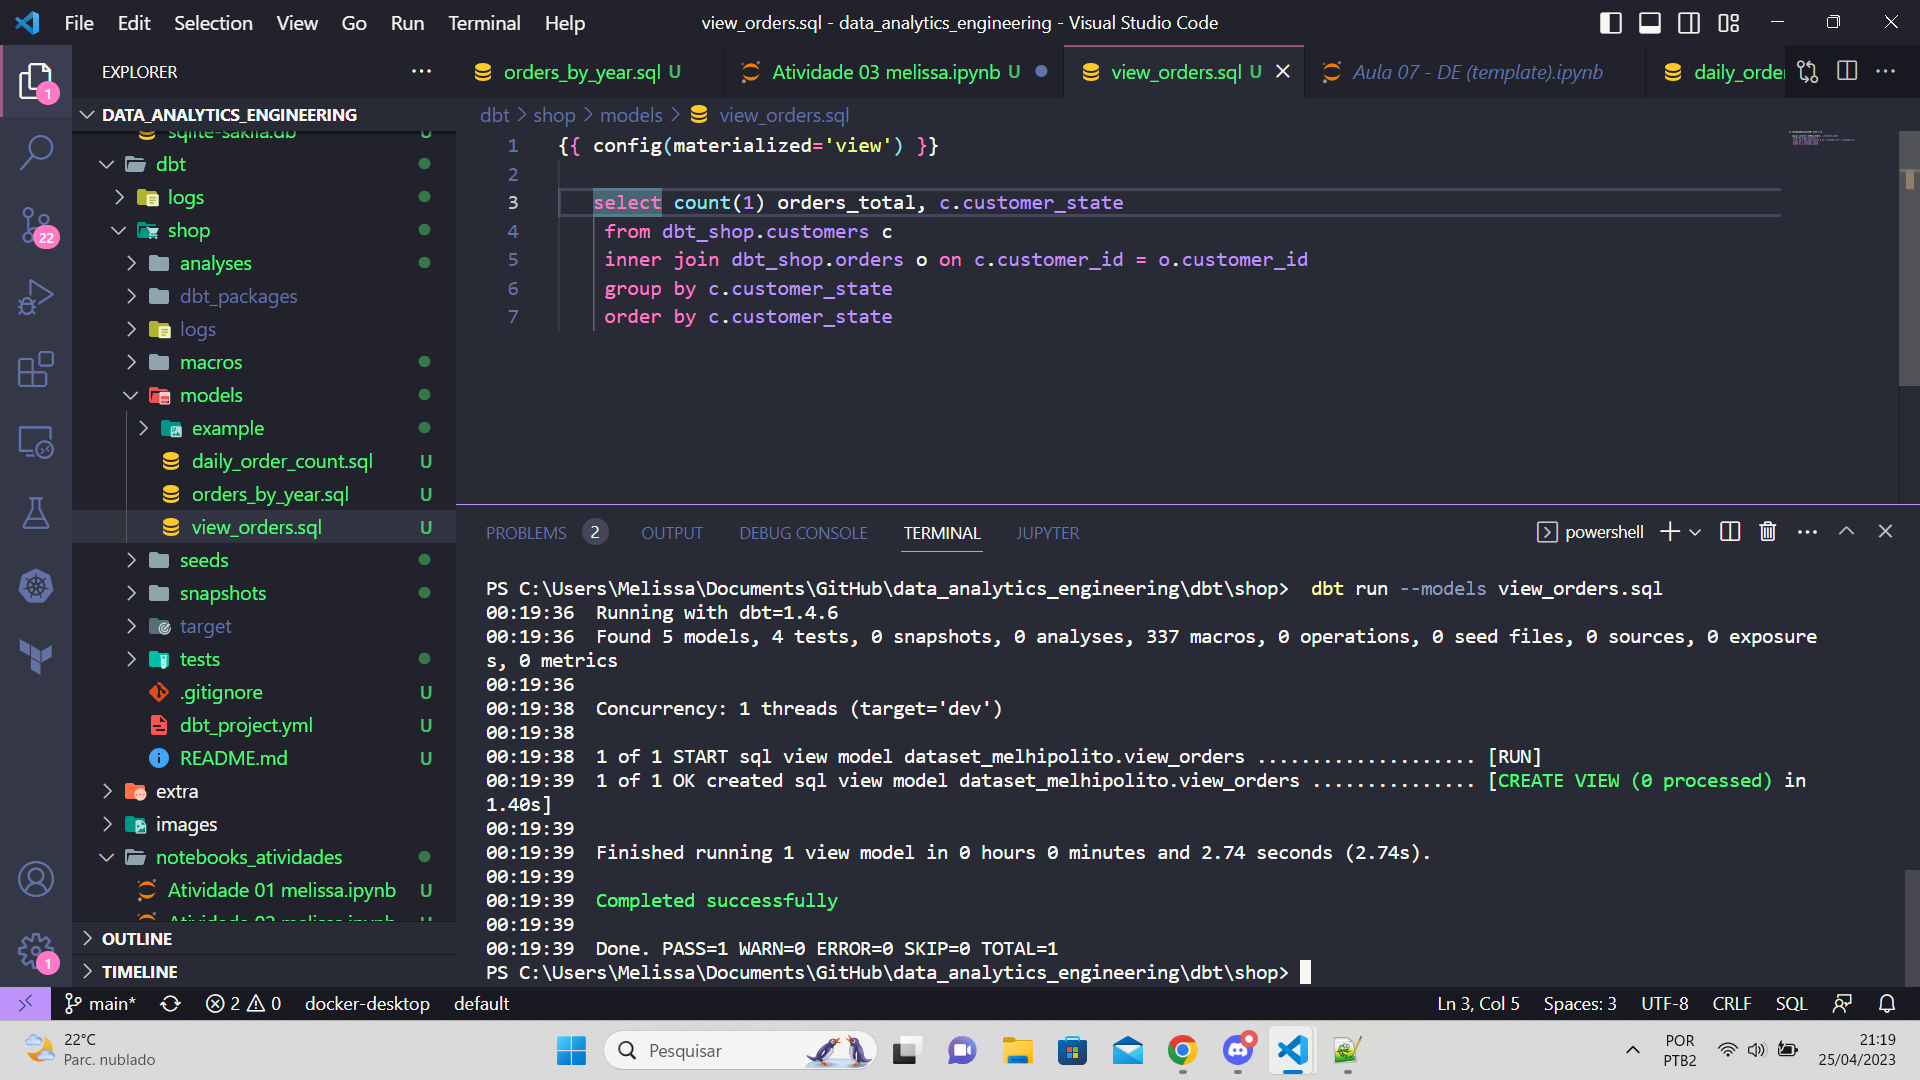 File Edit Selection View Go Run Terminal Help
view_orders.sql - data_analytics_engineering - Visual Studio Code
EXPLORER
DATA_ANALYTICS_ENGINEERING
sqlite-sakila.db U
dbt
logs
shop
analyses
dbt_packages
logs
macros
models
example
daily_order_count.sql U
orders_by_year.sql U
view_orders.sql U
seeds
snapshots
target
tests
.gitignore U
dbt_project.yml U
README.md U
extra
images
notebooks_atividades
Atividade 01 melissa.ipynb U
OUTLINE
TIMELINE
1
22
1
orders_by_year.sql U
Atividade 03 melissa.ipynb U
view_orders.sql U
Aula 07 - DE (template).ipynb
daily_order
dbt > shop > models > view_orders.sql
1 {{ config(materialized='view') }}
2
3 select count(1) orders_total, c.customer_state
4 from dbt_shop.customers c
5 inner join dbt_shop.orders o on c.customer_id = o.customer_id
6 group by c.customer_state
7 order by c.customer_state
PROBLEMS 2 OUTPUT DEBUG CONSOLE TERMINAL JUPYTER
powershell
PS C:\Users\Melissa\Documents\GitHub\data_analytics_engineering\dbt\shop> dbt run --models view_orders.sql
00:19:36 Running with dbt=1.4.6
00:19:36 Found 5 models, 4 tests, 0 snapshots, 0 analyses, 337 macros, 0 operations, 0 seed files, 0 sources, 0 exposure
s, 0 metrics
00:19:36
00:19:38 Concurrency: 1 threads (target='dev')
00:19:38
00:19:38 1 of 1 START sql view model dataset_melhipolito.view_orders .................... [RUN]
00:19:39 1 of 1 OK created sql view model dataset_melhipolito.view_orders ............... [CREATE VIEW (0 processed) in
1.40s]
00:19:39
00:19:39 Finished running 1 view model in 0 hours 0 minutes and 2.74 seconds (2.74s).
00:19:39
00:19:39 Completed successfully
00:19:39
00:19:39 Done. PASS=1 WARN=0 ERROR=0 SKIP=0 TOTAL=1
PS C:\Users\Melissa\Documents\GitHub\data_analytics_engineering\dbt\shop>
main* 2 0 docker-desktop default
Ln 3, Col 5 Spaces: 3 UTF-8 CRLF SQL
22°C
Parc. nublado
Pesquisar
POR
PTB2
21:19
25/04/2023